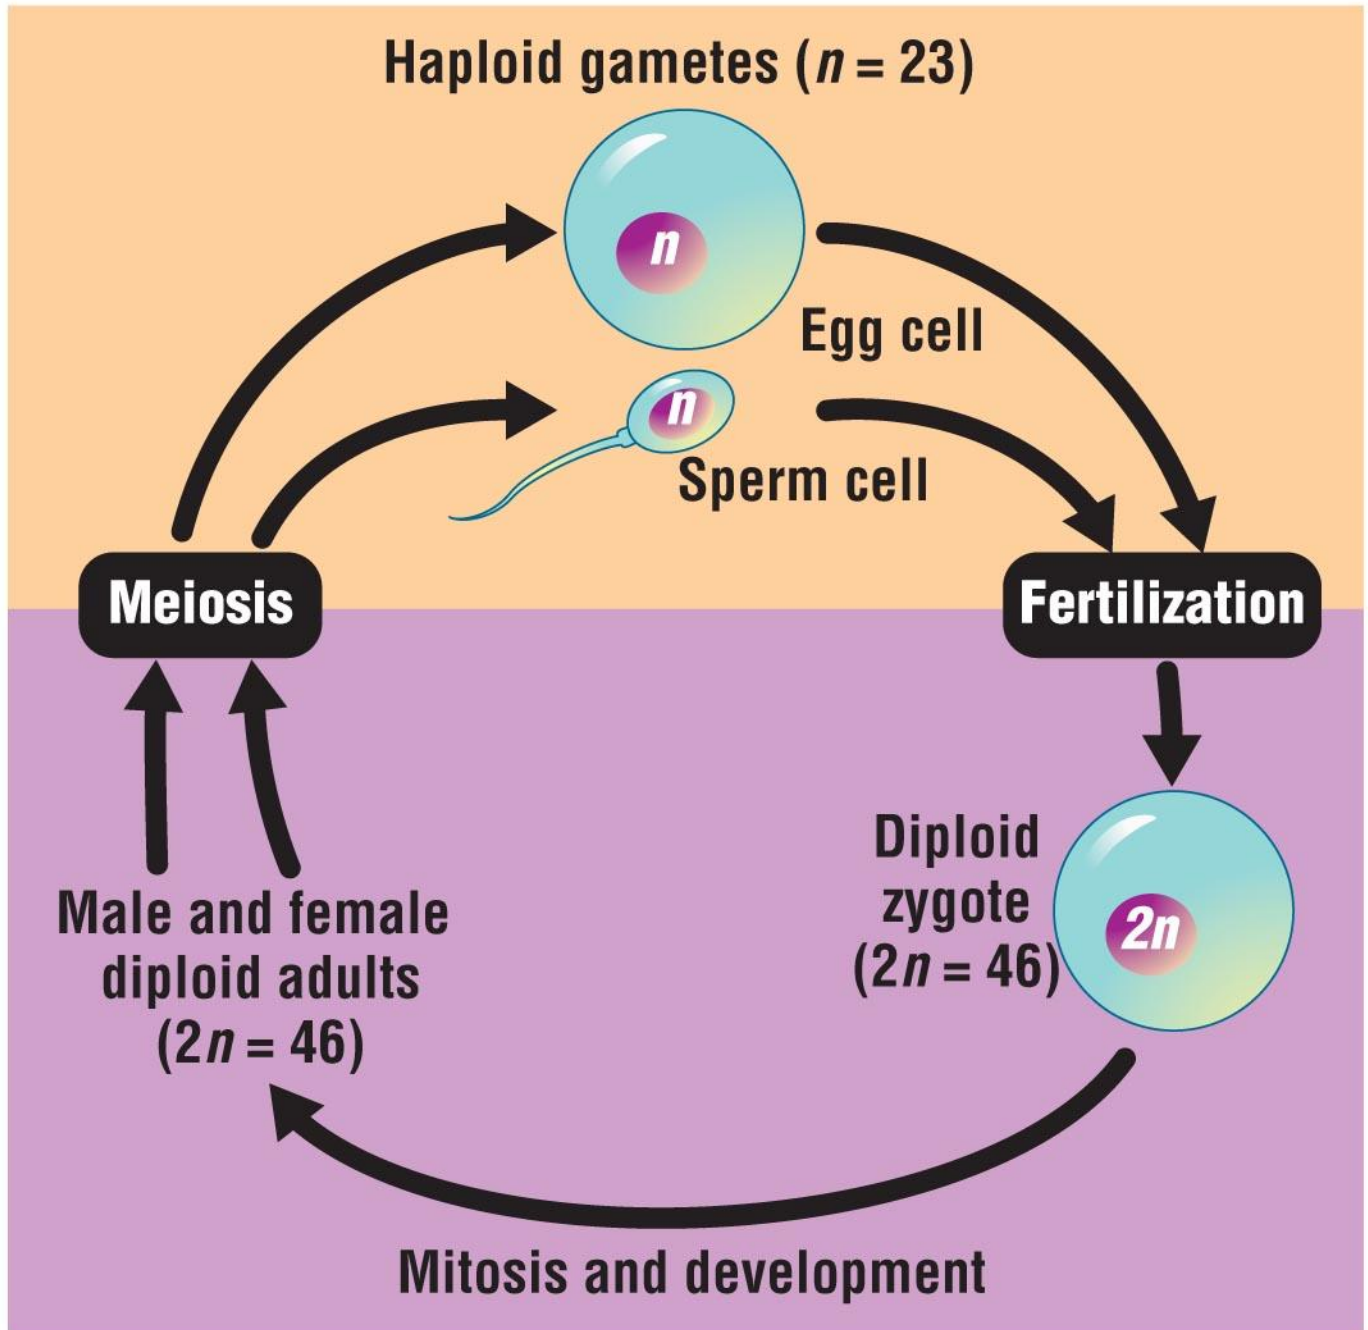 Haploid gametes (n = 23)
n
Egg cell
n
Sperm cell
Meiosis
Fertilization
Diploid
zygote
(2n = 46)
2n
Male and female
diploid adults
(2n = 46)
Mitosis and development